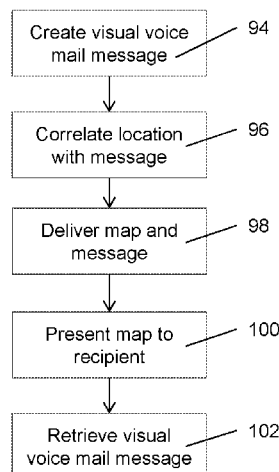 Create visual voice
mail message
94
Correlate location
with message
96
Deliver map and
message
98
Present map to
recipient
100
Retrieve visual
voice mail message
102